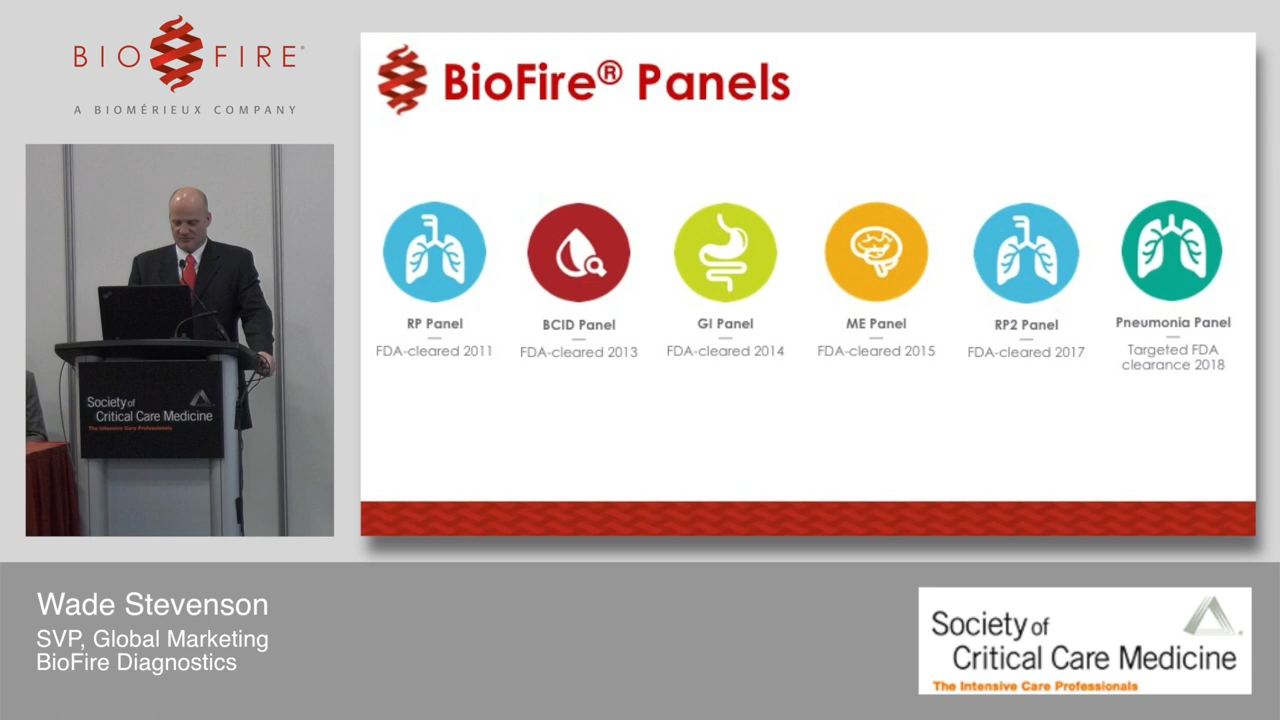 BIO FIRE®
A BIOMÉRIEUX COMPANY
BioFire® Panels
RP Panel
FDA-cleared 2011
BCID Panel
FDA-cleared 2013
GI Panel
FDA-cleared 2014
ME Panel
FDA-cleared 2015
RP2 Panel
FDA-cleared 2017
Pneumonia Panel
Targeted FDA
clearance 2018
Society of
Critical Care Medicine
The Intensive Care Professionals
Wade Stevenson
SVP, Global Marketing
BioFire Diagnostics
Society of
Critical Care Medicine
The Intensive Care Professionals